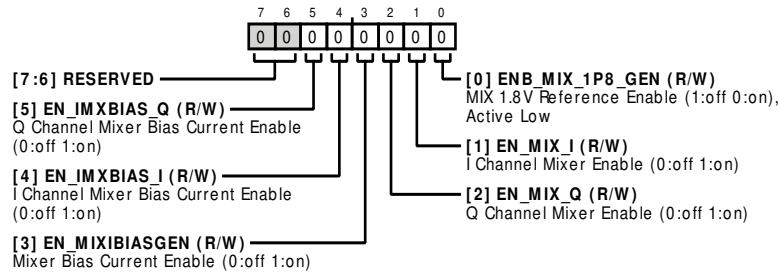 7 6 5 4 3 2 1 0
0 0 0 0 0 0 0 0
[7:6] RESERVED
[5] EN_IMXBIAS_Q (R/W)
Q Channel Mixer Bias Current Enable
(0:off 1:on)
[4] EN_IMXBIAS_I (R/W)
I Channel Mixer Bias Current Enable
(0:off 1:on)
[3] EN_MIXIBIASGEN (R/W)
Mixer Bias Current Enable (0:off 1:on)
[0] ENB_MIX_1P8_GEN (R/W)
MIX 1.8V Reference Enable (1:off 0:on),
Active Low
[1] EN_MIX_I (R/W)
I Channel Mixer Enable (0:off 1:on)
[2] EN_MIX_Q (R/W)
Q Channel Mixer Enable (0:off 1:on)